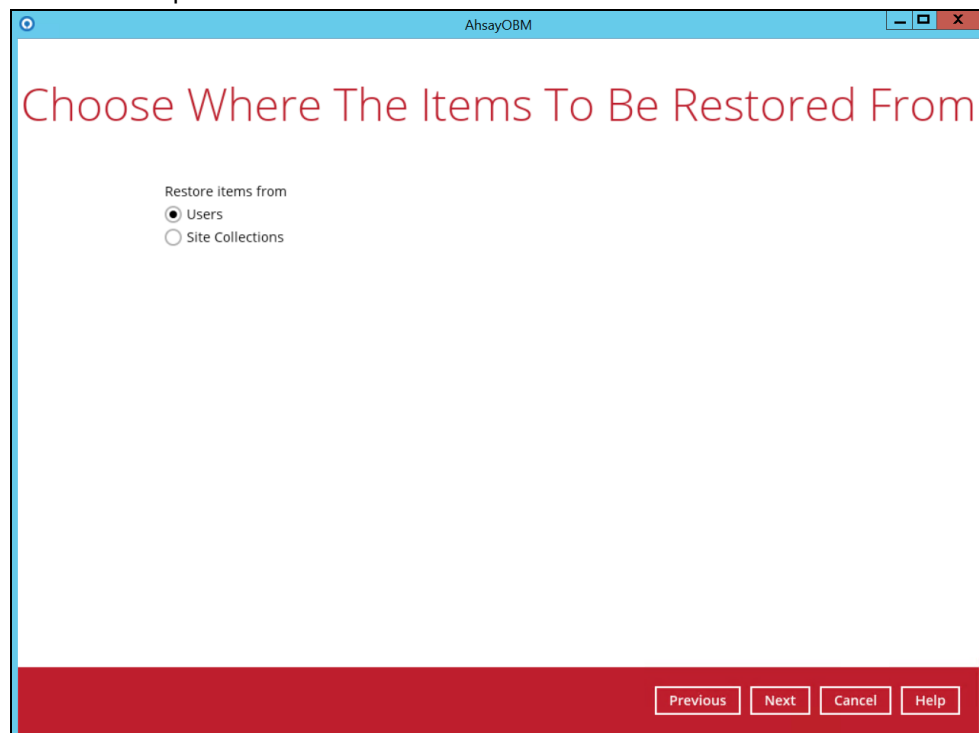 AhsayOBM
Choose Where The Items To Be Restored From
Restore items from
Users
Site Collections
Previous Next Cancel Help